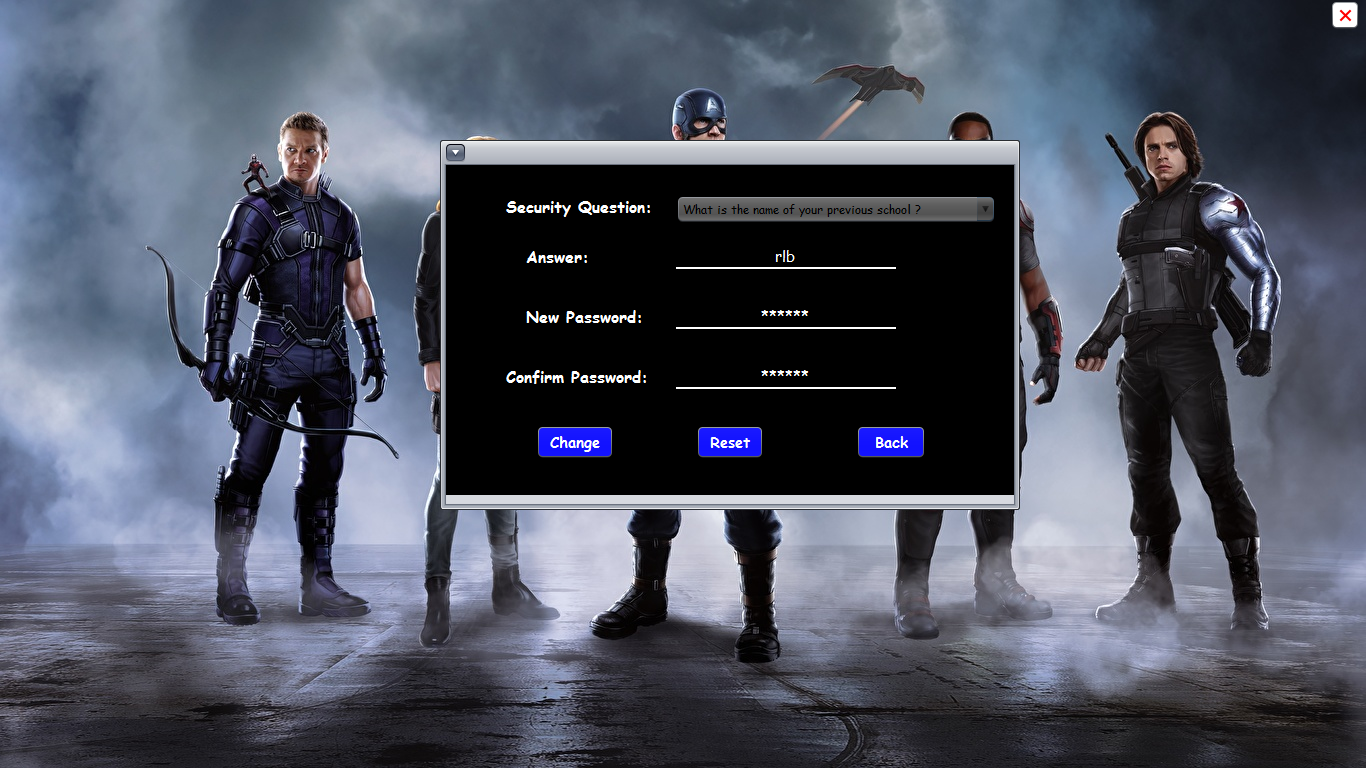 Security Question: What is the name of your previous school ?
Answer: rlb
New Password: ******
Confirm Password: ******
Change Reset Back